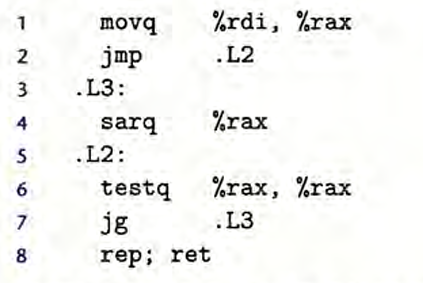 1 movq %rdi, %rax
2 jmp .L2
3 .L3:
4 sarq %rax
5 .L2:
6 testq %rax, %rax
7 jg .L3
8 rep; ret